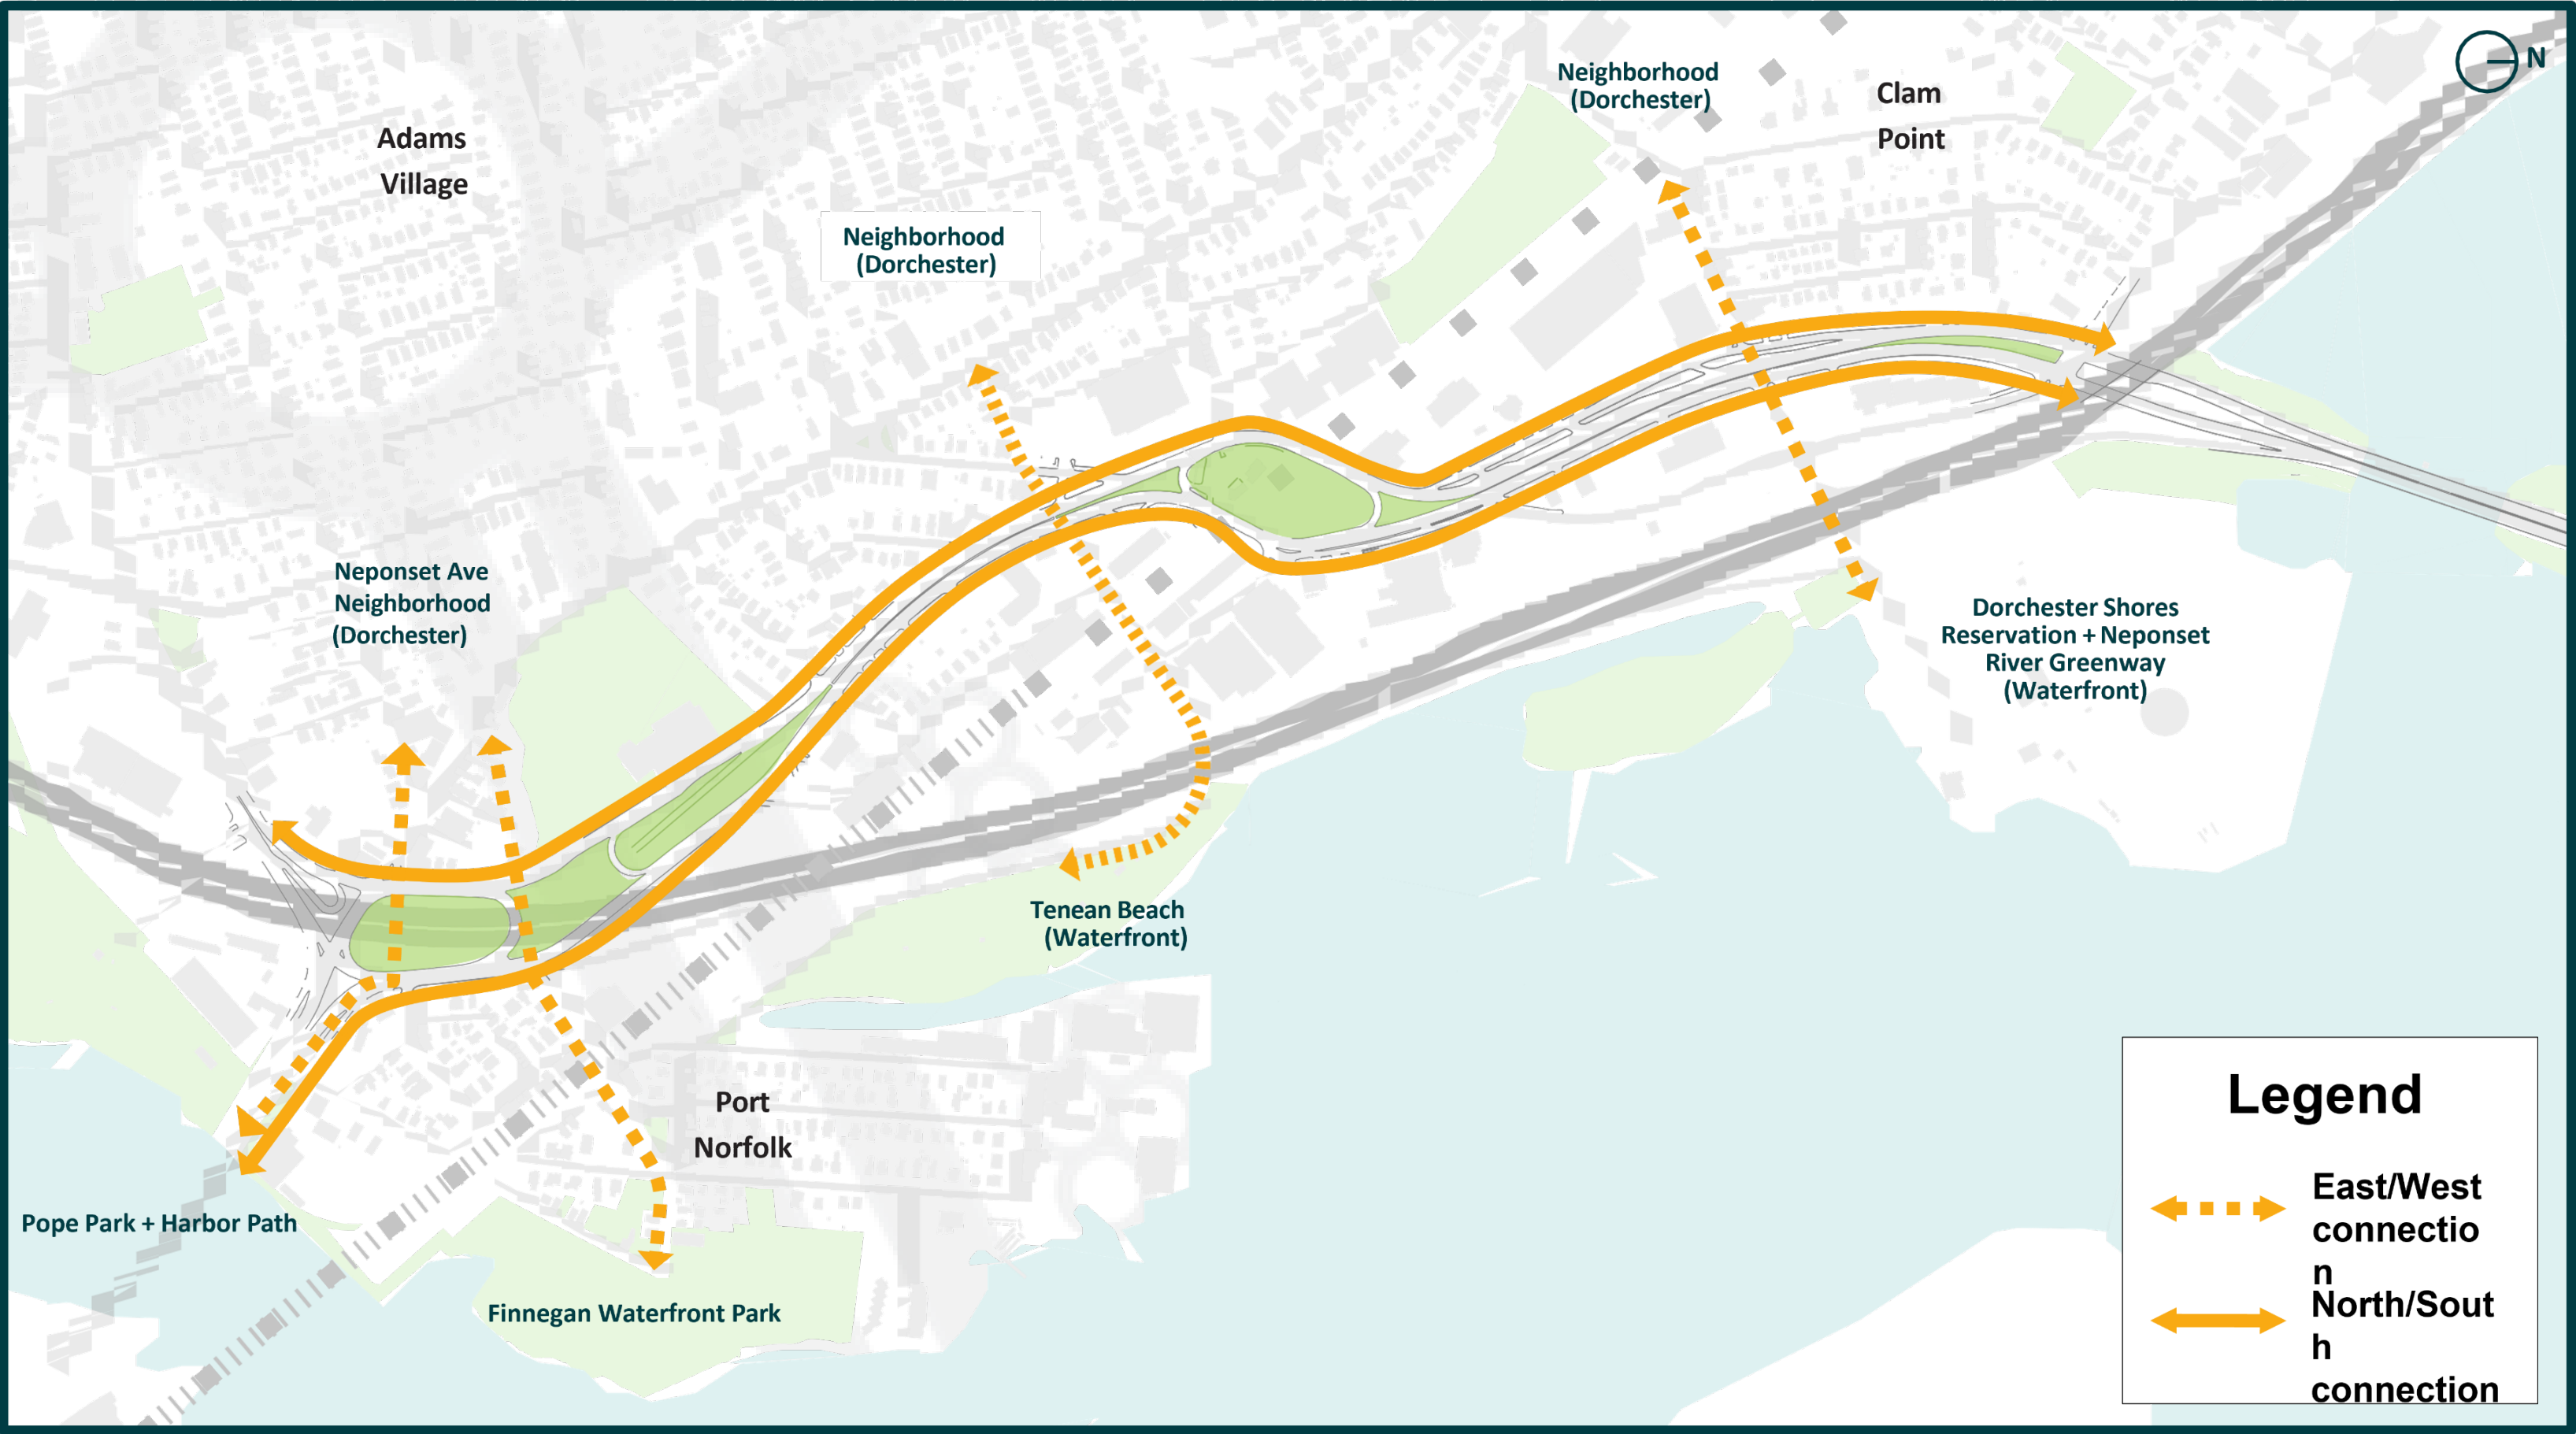 N
Neighborhood
(Dorchester)
Clam
Point
Adams
Village
Neighborhood
(Dorchester)
Neponset Ave
Neighborhood
(Dorchester)
Dorchester Shores
Reservation + Neponset
River Greenway
(Waterfront)
Tenean Beach
(Waterfront)
Port
Norfolk
Pope Park + Harbor Path
Finnegan Waterfront Park
Legend
East/West
connectio
n
North/Sout
h
connection